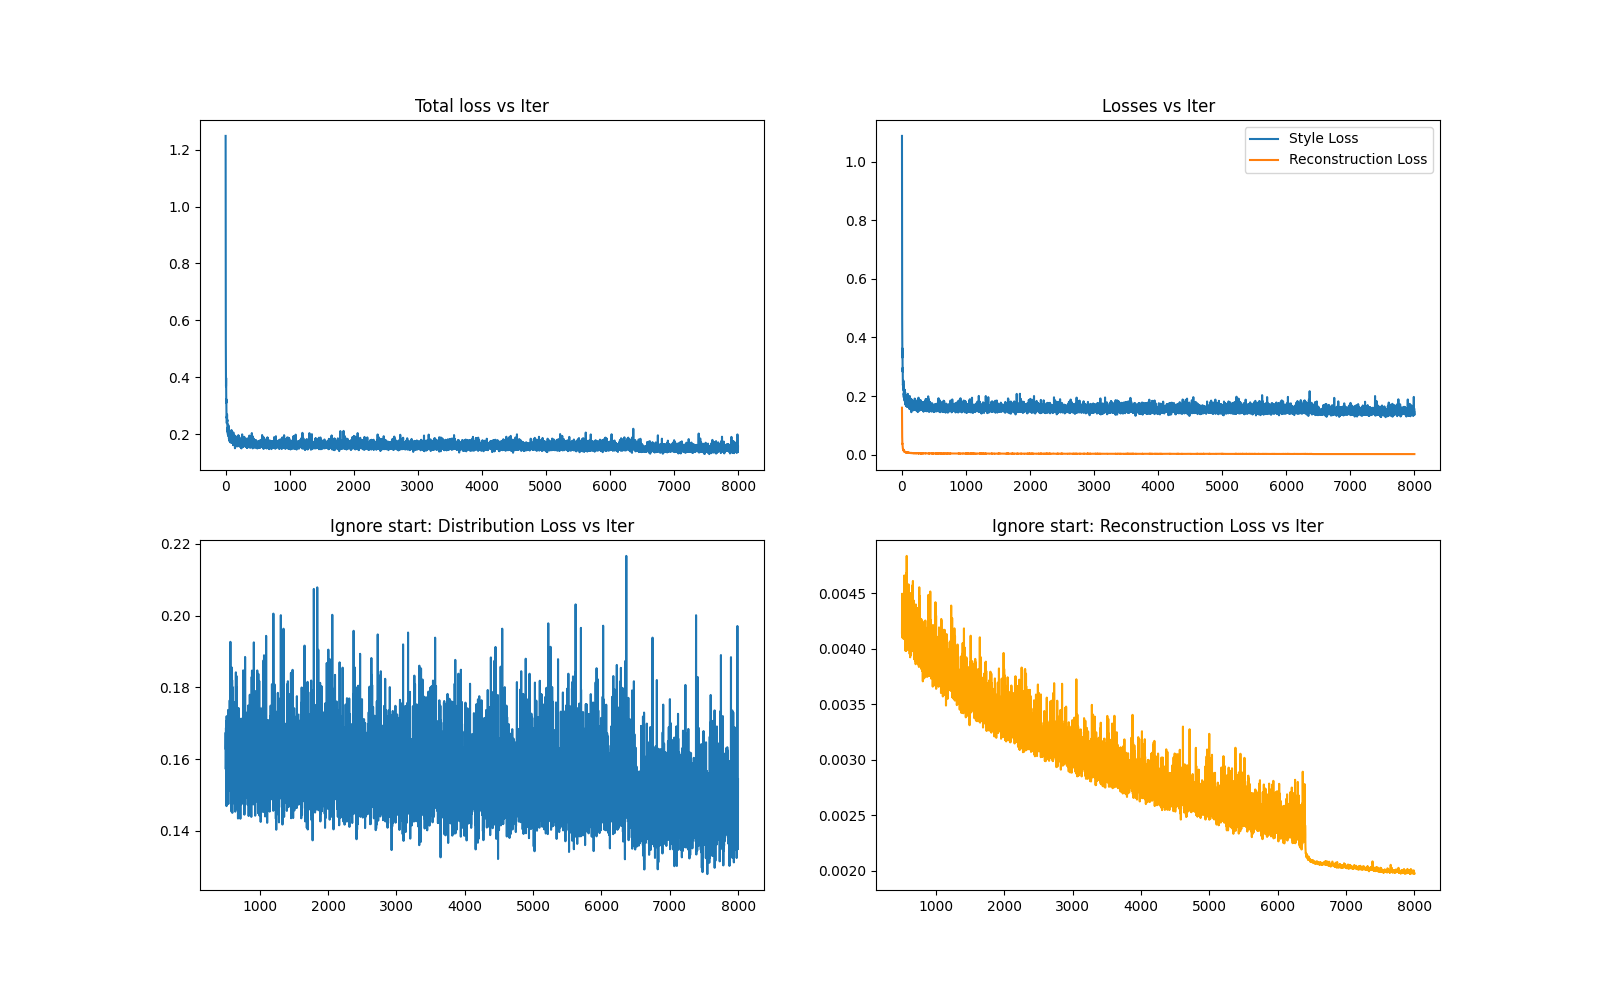 Total loss vs Iter
1.2
1.0
0.8
0.6
0.4
0.2
0 1000 2000 3000 4000 5000 6000 7000 8000
Losses vs Iter
Style Loss
Reconstruction Loss
1.0
0.8
0.6
0.4
0.2
0.0
0 1000 2000 3000 4000 5000 6000 7000 8000
Ignore start: Distribution Loss vs Iter
0.22
0.20
0.18
0.16
0.14
1000 2000 3000 4000 5000 6000 7000 8000
Ignore start: Reconstruction Loss vs Iter
0.0045
0.0040
0.0035
0.0030
0.0025
0.0020
1000 2000 3000 4000 5000 6000 7000 8000